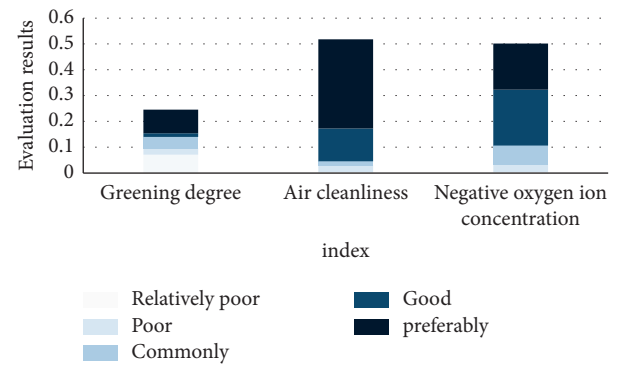 Evaluation results
0.6
0.5
0.4
0.3
0.2
0.1
0
Greening degree
Air cleanliness
Negative oxygen ion
concentration
index
Relatively poor
Poor
Commonly
Good
preferably